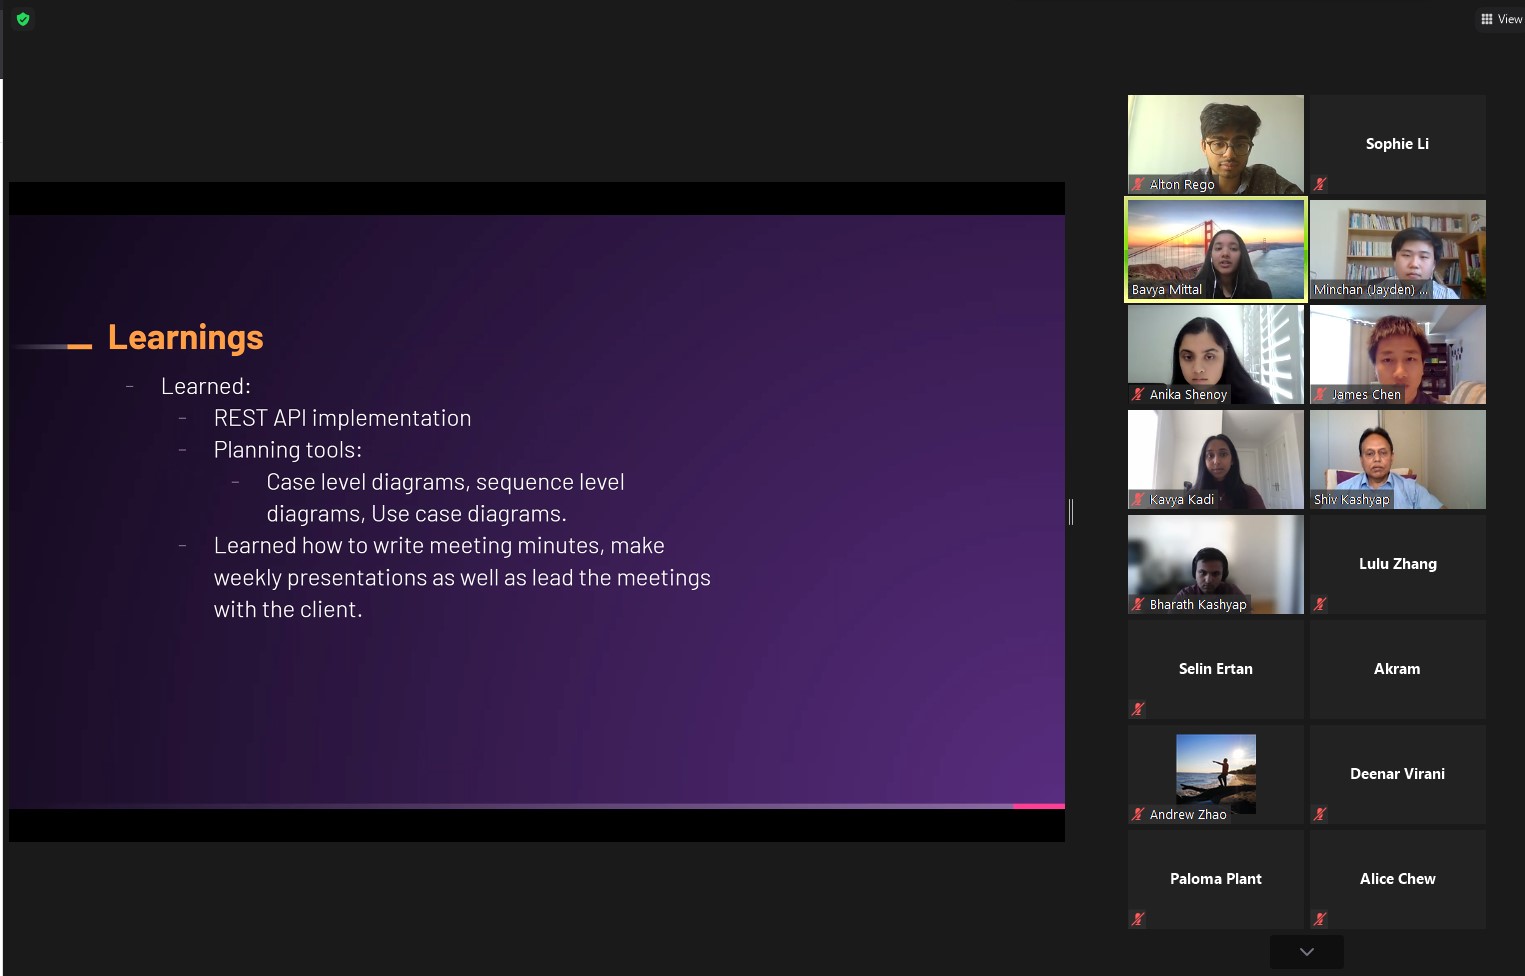 View
Learnings
- Learned:
- REST API implementation
- Planning tools:
- Case level diagrams, sequence level
diagrams, Use case diagrams.
- Learned how to write meeting minutes, make
weekly presentations as well as lead the meetings
with the client.
Alton Rego
Sophie Li
Bavya Mittal
Minchan (Jayden) ...
Anika Shenoy
James Chen
Kavya Kadi
Shiv Kashyap
Bharath Kashyap
Lulu Zhang
Selin Ertan
Akram
Andrew Zhao
Deenar Virani
Paloma Plant
Alice Chew